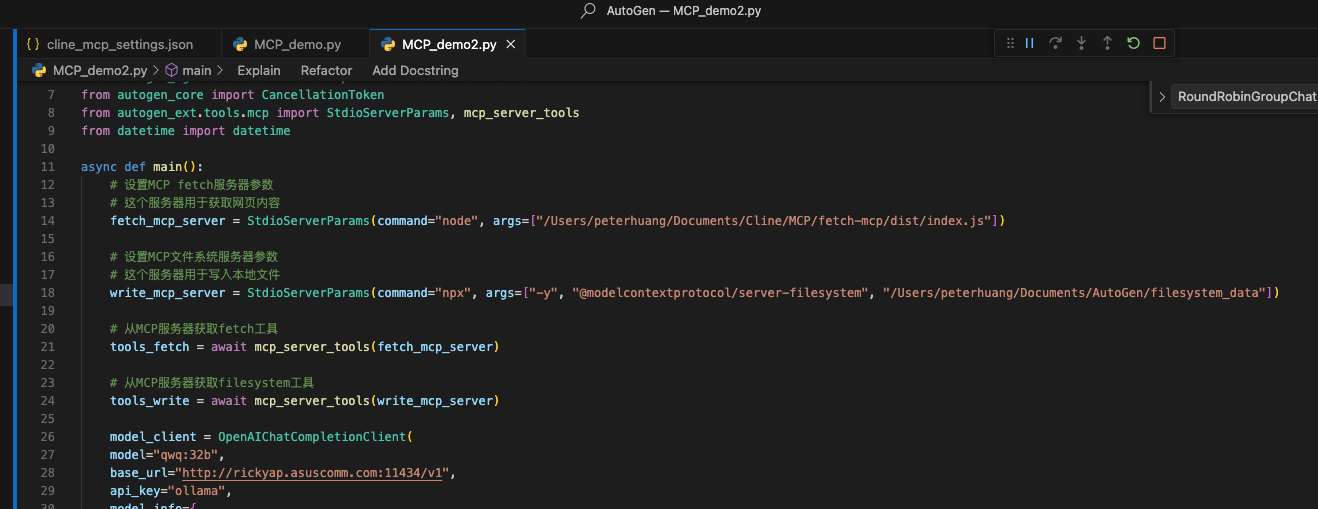 AutoGen — MCP_demo2.py
{} cline_mcp_settings.json MCP_demo.py MCP_demo2.py ×
MCP_demo2.py > main > Explain Refactor Add Docstring
> RoundRobinGroupChat
7 from autogen_core import CancellationToken
8 from autogen_ext.tools.mcp import StdioServerParams, mcp_server_tools
9 from datetime import datetime
10
11 async def main():
12 # 设置MCP fetch服务器参数
13 # 这个服务器用于获取网页内容
14 fetch_mcp_server = StdioServerParams(command="node", args=["/Users/peterhuang/Documents/Cline/MCP/fetch-mcp/dist/index.js"])
15
16 # 设置MCP文件系统服务器参数
17 # 这个服务器用于写入本地文件
18 write_mcp_server = StdioServerParams(command="npx", args=["-y", "@modelcontextprotocol/server-filesystem", "/Users/peterhuang/Documents/AutoGen/filesystem_data"])
19
20 # 从MCP服务器获取fetch工具
21 tools_fetch = await mcp_server_tools(fetch_mcp_server)
22
23 # 从MCP服务器获取filesystem工具
24 tools_write = await mcp_server_tools(write_mcp_server)
25
26 model_client = OpenAIChatCompletionClient(
27 model="qwq:32b",
28 base_url="http://rickyap.asuscomm.com:11434/v1",
29 api_key="ollama",
30 model_info={